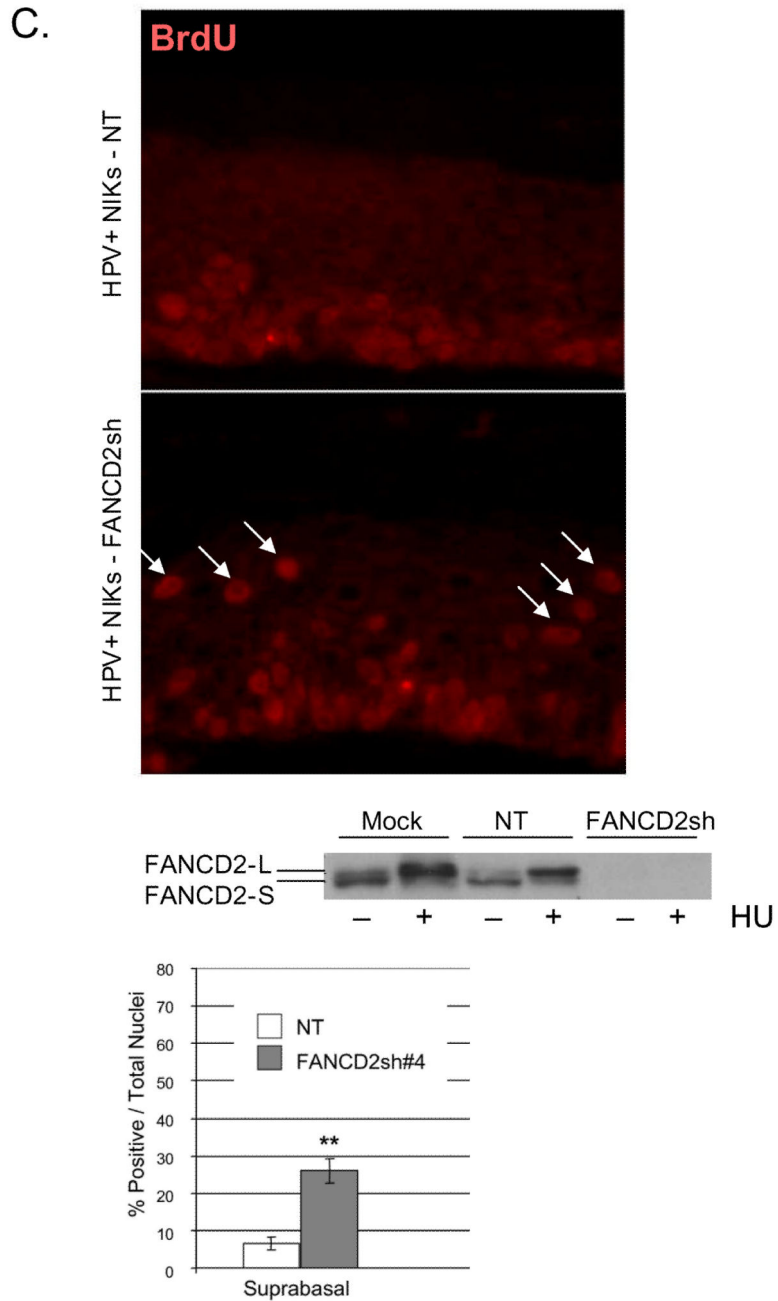 C.
BrdU
HPV+ NIKs - NT
HPV+ NIKs - FANCD2sh
Mock NT FANCD2sh
FANCD2-L
FANCD2-S
– + – + – + HU
% Positive / Total Nuclei
80
70
60
50
40
30
20
10
0
NT
FANCD2sh#4
**
Suprabasal